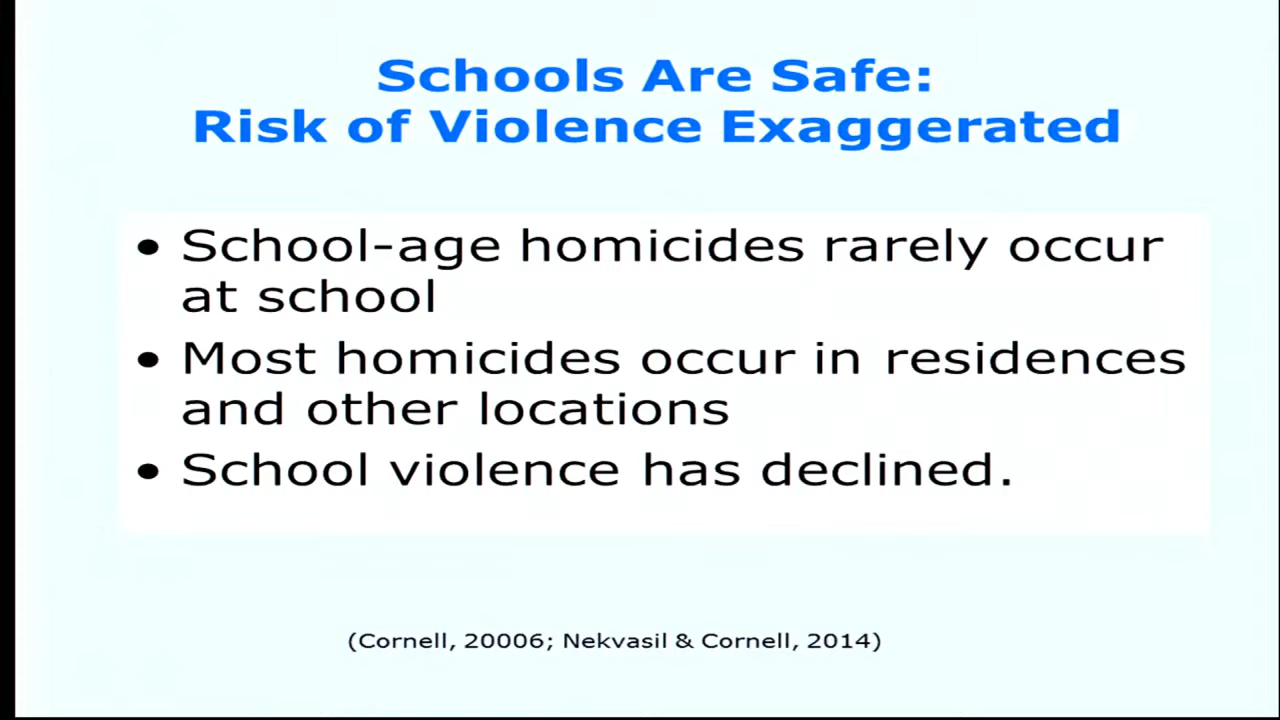 Schools Are Safe:
Risk of Violence Exaggerated
• School-age homicides rarely occur
at school
• Most homicides occur in residences
and other locations
• School violence has declined.
(Cornell, 20006; Nekvasil & Cornell, 2014)